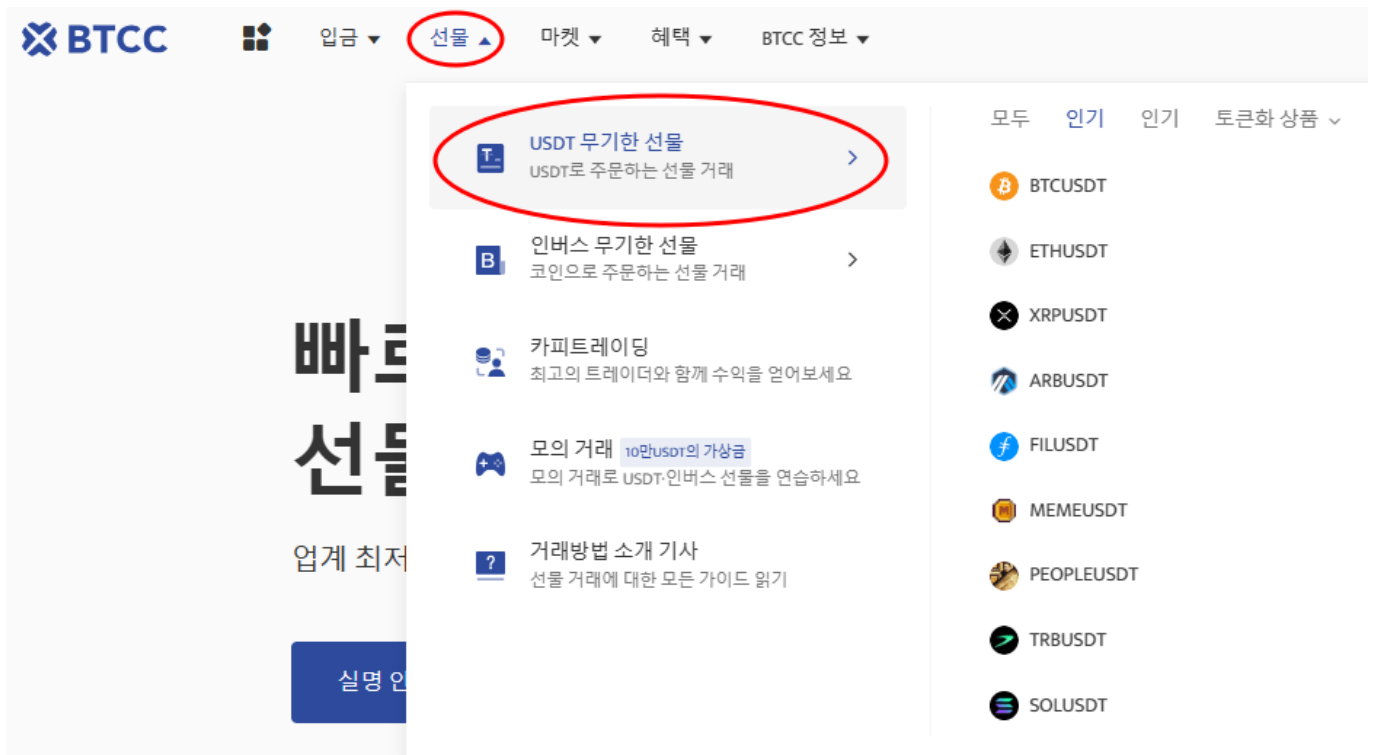 BTCC
입금 ▼ 선물 ▲ 마켓 ▼ 혜택 ▼ BTCC 정보 ▼
USDT 무기한 선물
USDT로 주문하는 선물 거래
인버스 무기한 선물
코인으로 주문하는 선물 거래
카피트레이딩
최고의 트레이더와 함께 수익을 얻어보세요
모의 거래 10만USDT의 가상금
모의 거래로 USDT·인버스 선물을 연습하세요
거래방법 소개 기사
선물 거래에 대한 모든 가이드 읽기
모두 인기 인기 토큰화 상품
BTCUSDT
ETHUSDT
XRPUSDT
ARBUSDT
FILUSDT
MEMEUSDT
PEOPLEUSDT
TRBUSDT
SOLUSDT
업계 최저
실명